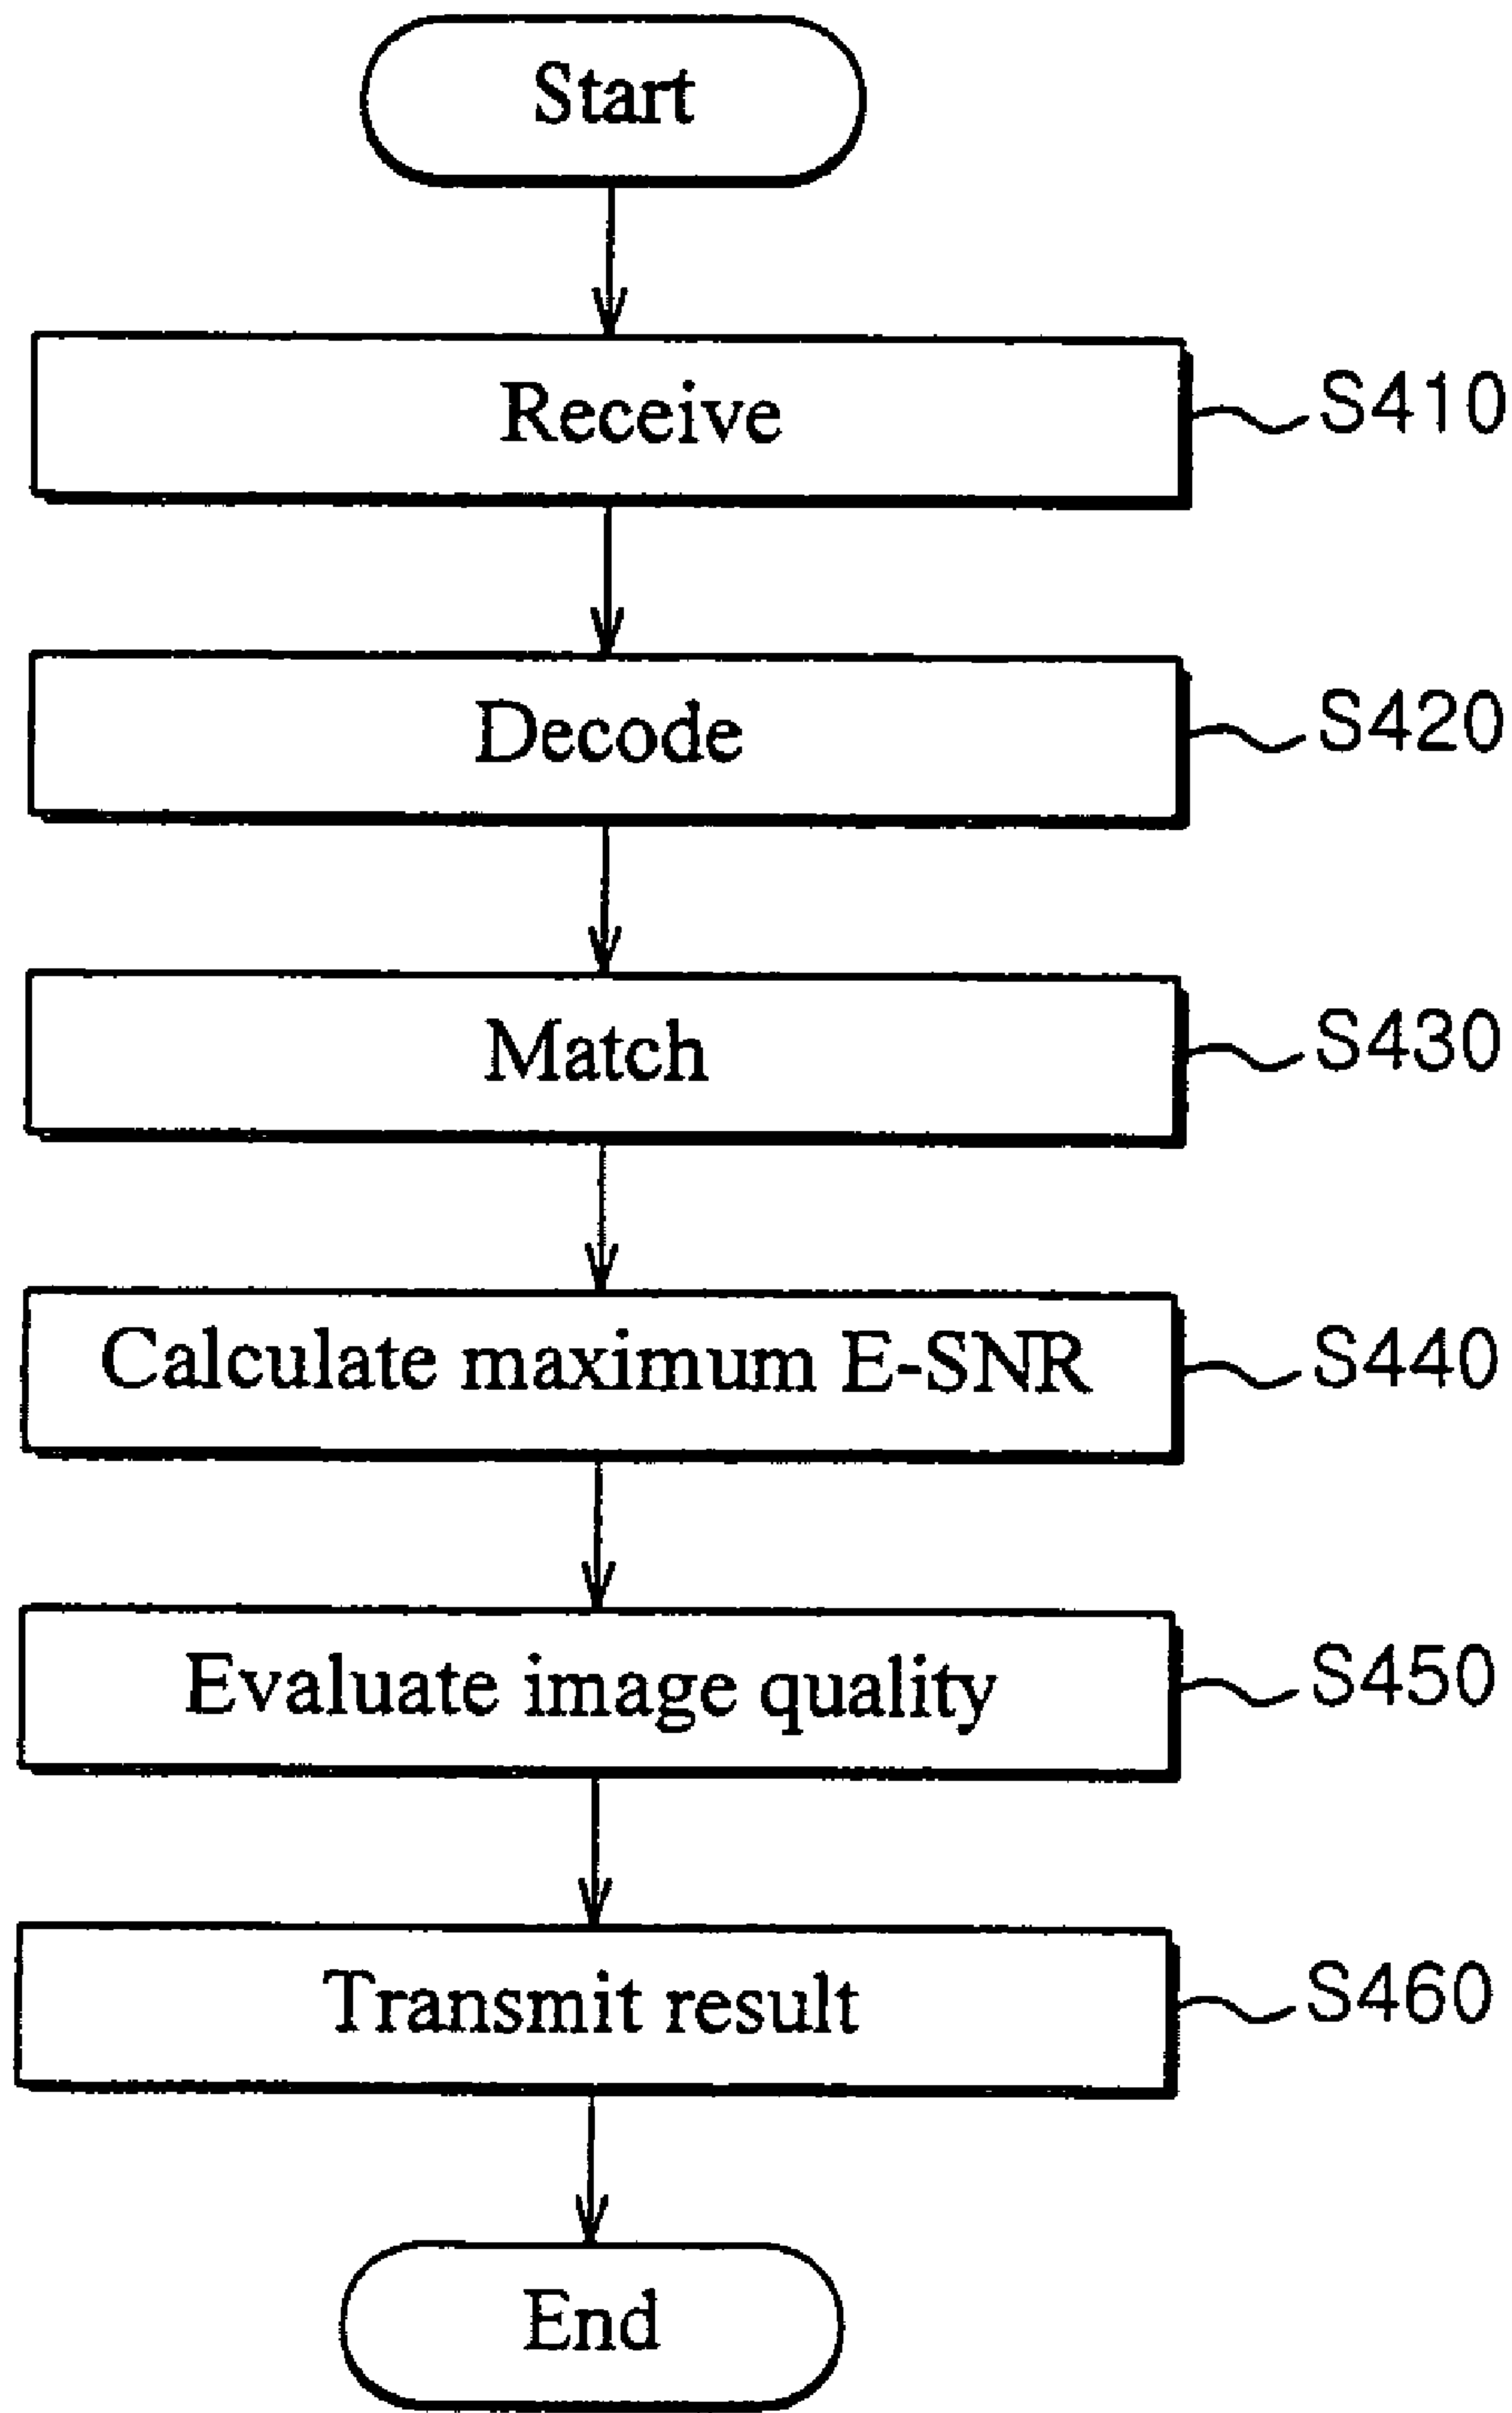 Start
Receive
S410
Decode
S420
Match
S430
Calculate maximum E-SNR
S440
Evaluate image quality
S450
Transmit result
S460
End